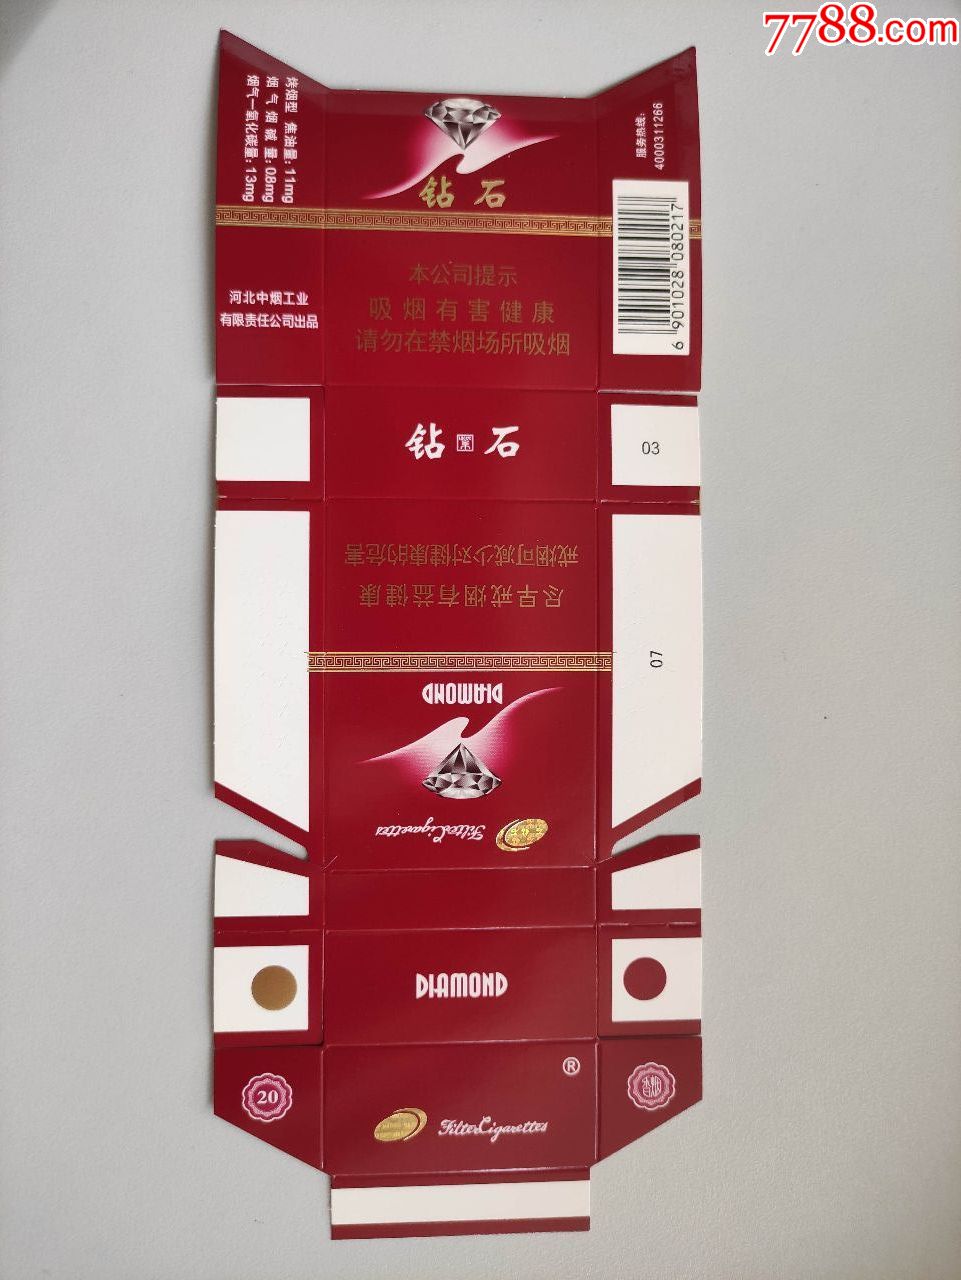 7788.com
烤烟型 焦油量:11mg
烟气烟碱量:0.8mg
烟气一氧化碳量:13mg
钻石
服务热线:
4000311266
6 901028 080217
河北中烟工业
有限责任公司出品
本公司提示
吸烟有害健康
请勿在禁烟场所吸烟
钻石
03
尽早戒烟有益健康
戒烟可减少对健康的危害
07
DIAMOND
Filter Cigarettes
DIAMOND
®
20
Filter Cigarettes
香烟